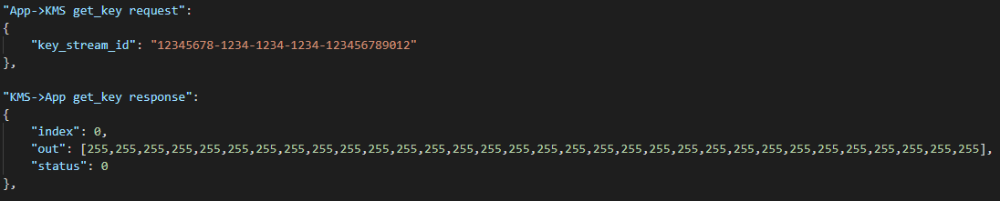 "App->KMS get_key request":
{
    "key_stream_id": "12345678-1234-1234-1234-123456789012"
},

"KMS->App get_key response":
{
    "index": 0,
    "out": [255,255,255,255,255,255,255,255,255,255,255,255,255,255,255,255,255,255,255,255,255,255,255,255,255,255,255,255,255,255,255,255],
    "status": 0
},